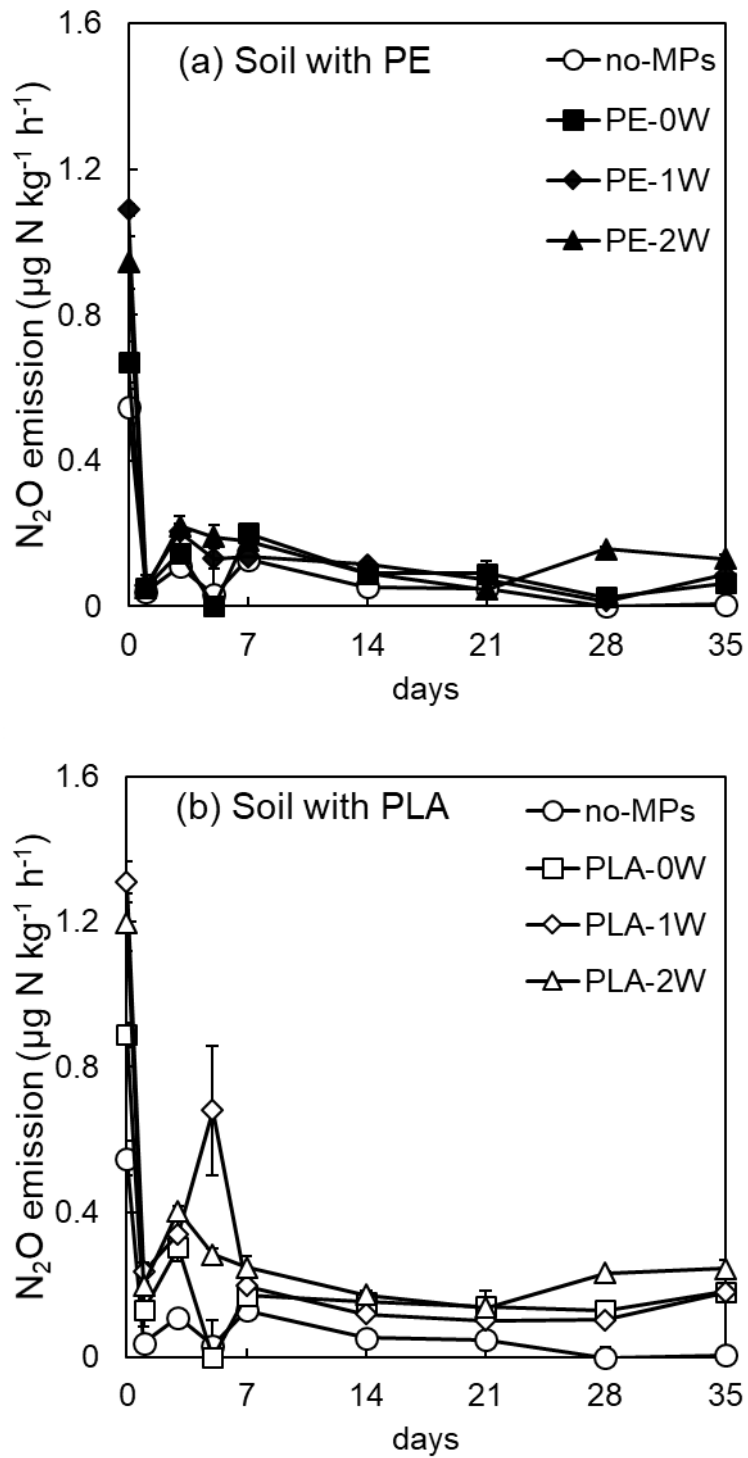 (a) Soil with PE
no-MPs
PE-0W
PE-1W
PE-2W
N₂O emission (µg N kg⁻¹ h⁻¹)
1.6
1.2
0.8
0.4
0
0 7 14 21 28 35
days
(b) Soil with PLA
no-MPs
PLA-0W
PLA-1W
PLA-2W
N₂O emission (µg N kg⁻¹ h⁻¹)
1.6
1.2
0.8
0.4
0
0 7 14 21 28 35
days